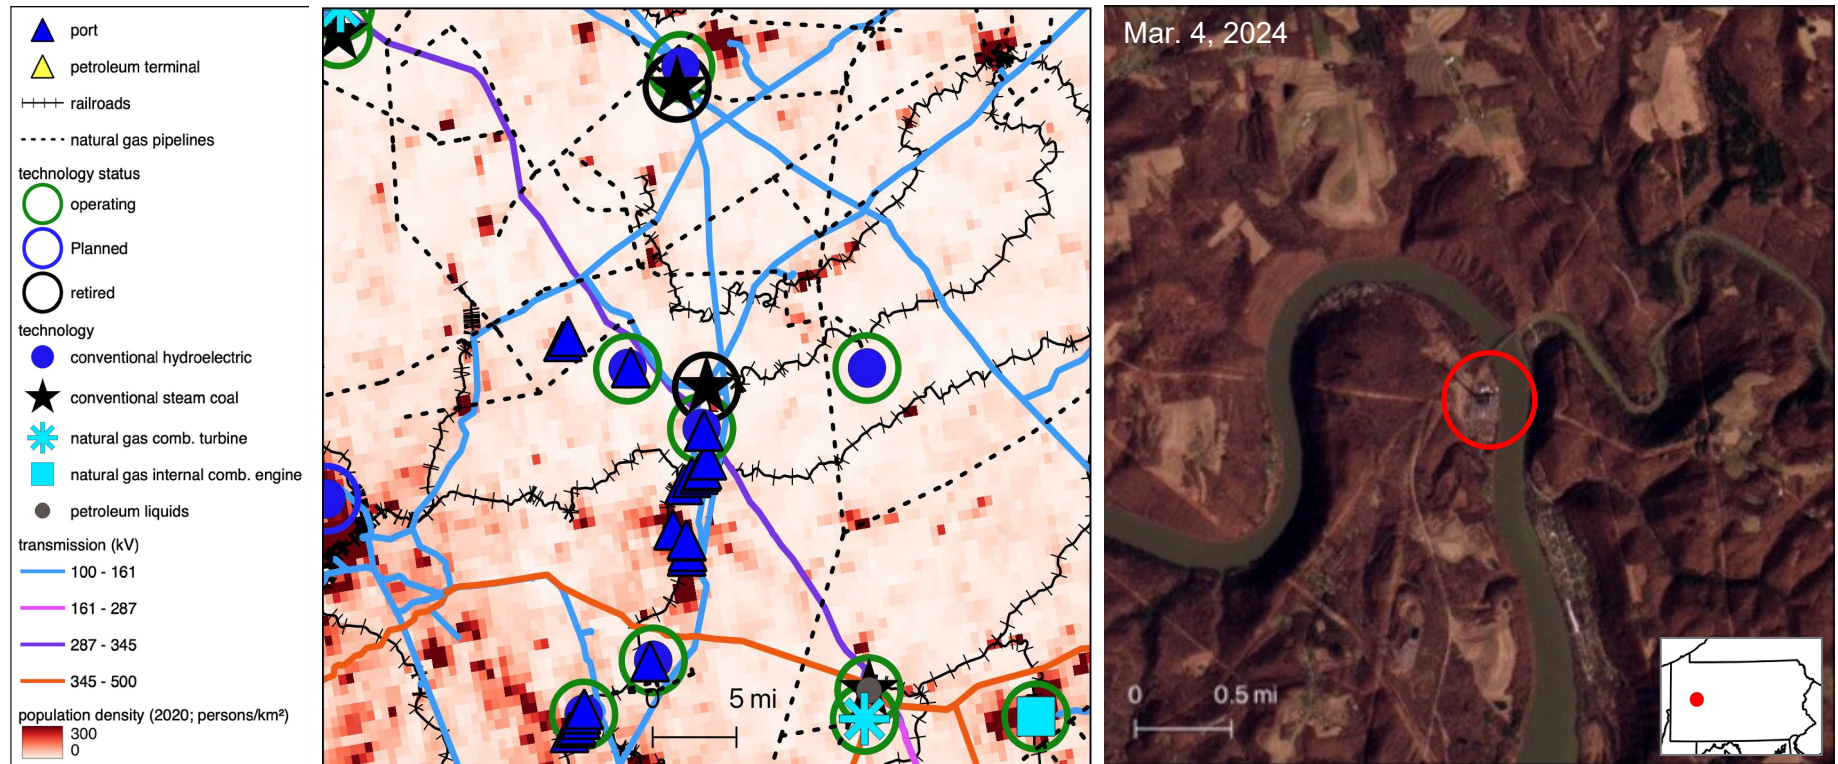 port
petroleum terminal
railroads
natural gas pipelines
technology status
operating
Planned
retired
technology
conventional hydroelectric
conventional steam coal
natural gas comb. turbine
natural gas internal comb. engine
petroleum liquids
transmission (kV)
100 - 161
161 - 287
287 - 345
345 - 500
population density (2020; persons/km²)
300
0
0 5 mi
Mar. 4, 2024
0 0.5 mi